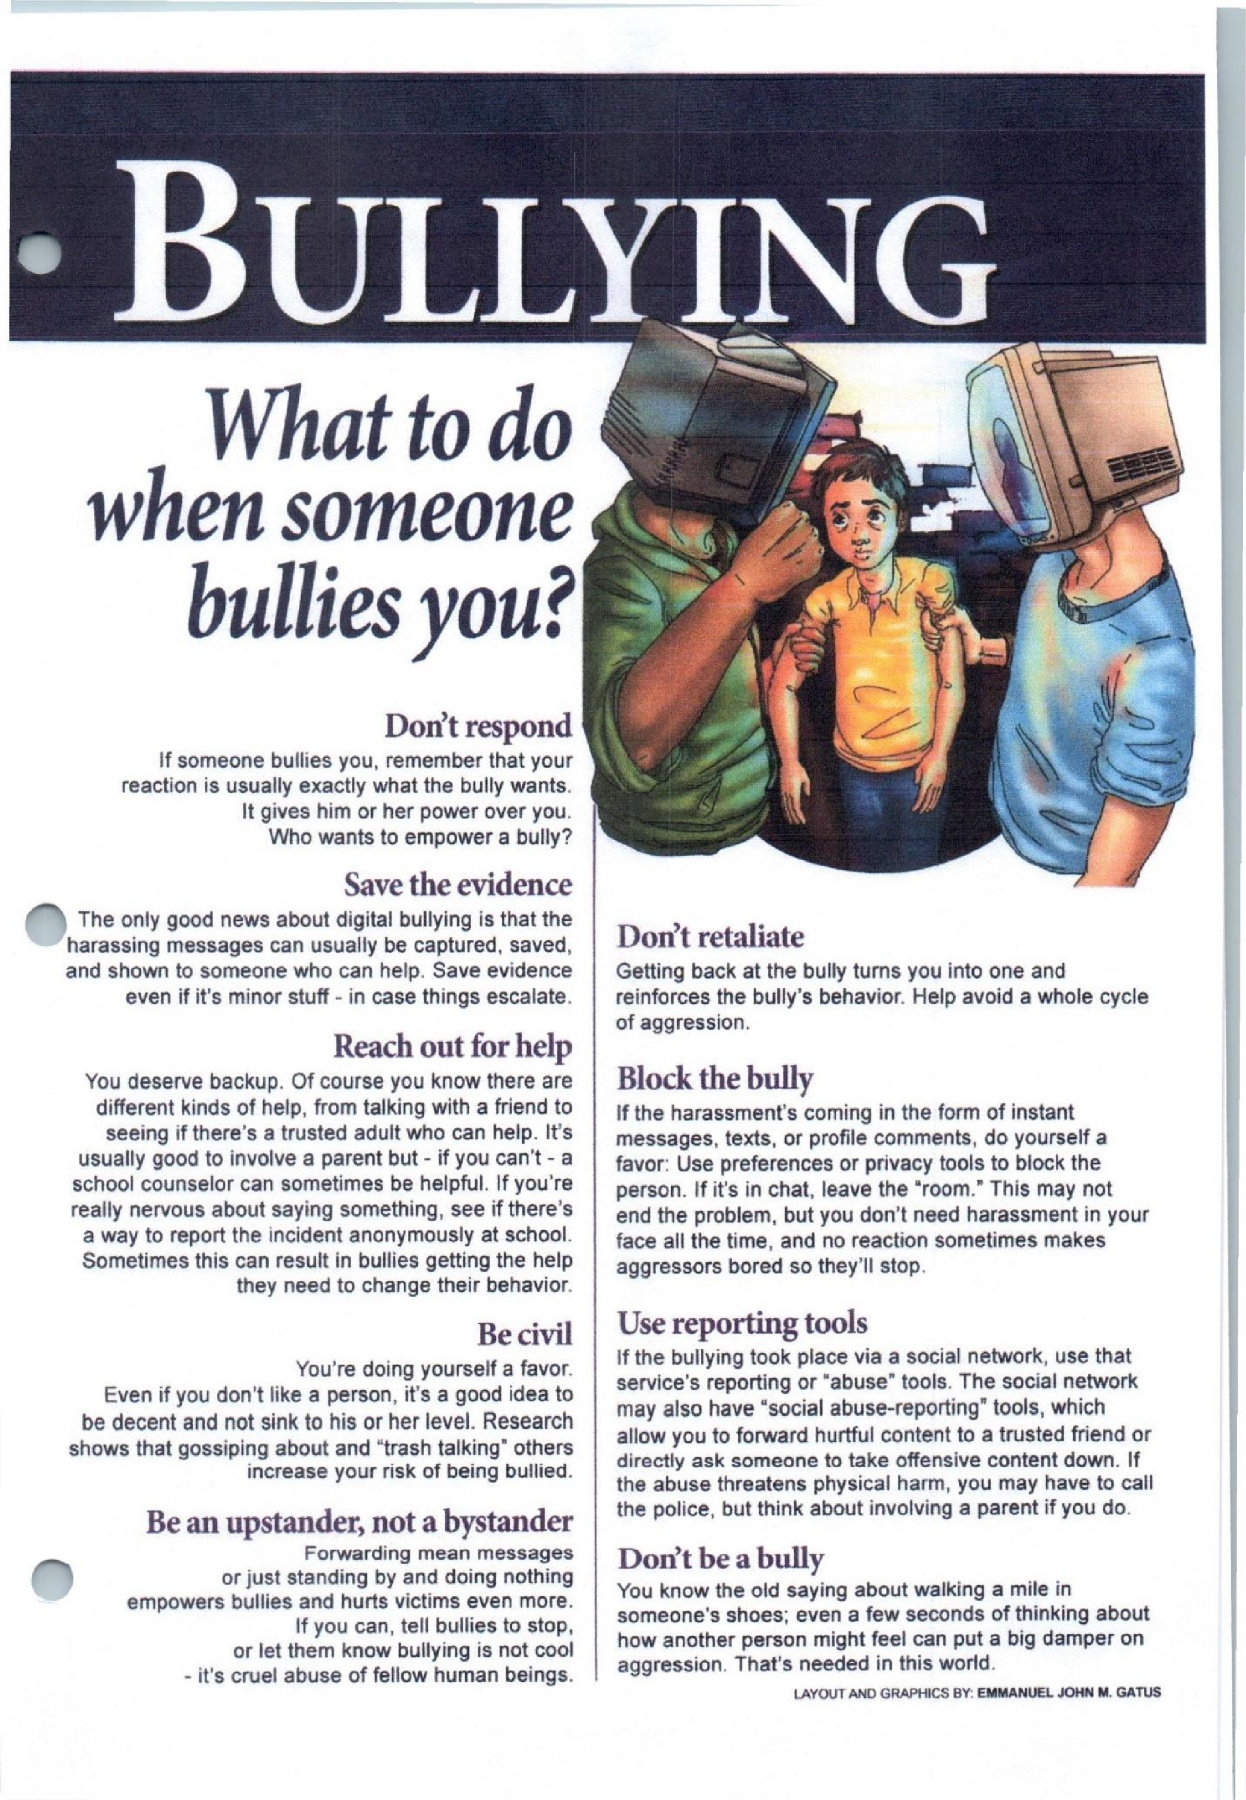 BULLYING
What to do
when someone
bullies you?
Don't respond
If someone bullies you, remember that your
reaction is usually exactly what the bully wants.
It gives him or her power over you.
Who wants to empower a bully?
Save the evidence
The only good news about digital bullying is that the
harassing messages can usually be captured, saved,
and shown to someone who can help. Save evidence
even if it's minor stuff - in case things escalate.
Reach out for help
You deserve backup. Of course you know there are
different kinds of help, from talking with a friend to
seeing if there's a trusted adult who can help. It's
usually good to involve a parent but - if you can't - a
school counselor can sometimes be helpful. If you're
really nervous about saying something, see if there's
a way to report the incident anonymously at school.
Sometimes this can result in bullies getting the help
they need to change their behavior.
Be civil
You're doing yourself a favor.
Even if you don't like a person, it's a good idea to
be decent and not sink to his or her level. Research
shows that gossiping about and "trash talking" others
increase your risk of being bullied.
Be an upstander, not a bystander
Forwarding mean messages
or just standing by and doing nothing
empowers bullies and hurts victims even more.
If you can, tell bullies to stop,
or let them know bullying is not cool
- it's cruel abuse of fellow human beings.
Don't retaliate
Getting back at the bully turns you into one and
reinforces the bully's behavior. Help avoid a whole cycle
of aggression.
Block the bully
If the harassment's coming in the form of instant
messages, texts, or profile comments, do yourself a
favor: Use preferences or privacy tools to block the
person. If it's in chat, leave the "room." This may not
end the problem, but you don't need harassment in your
face all the time, and no reaction sometimes makes
aggressors bored so they'll stop.
Use reporting tools
If the bullying took place via a social network, use that
service's reporting or "abuse" tools. The social network
may also have "social abuse-reporting" tools, which
allow you to forward hurtful content to a trusted friend or
directly ask someone to take offensive content down. If
the abuse threatens physical harm, you may have to call
the police, but think about involving a parent if you do.
Don't be a bully
You know the old saying about walking a mile in
someone's shoes; even a few seconds of thinking about
how another person might feel can put a big damper on
aggression. That's needed in this world.
LAYOUT AND GRAPHICS BY: EMMANUEL JOHN M. GATUS